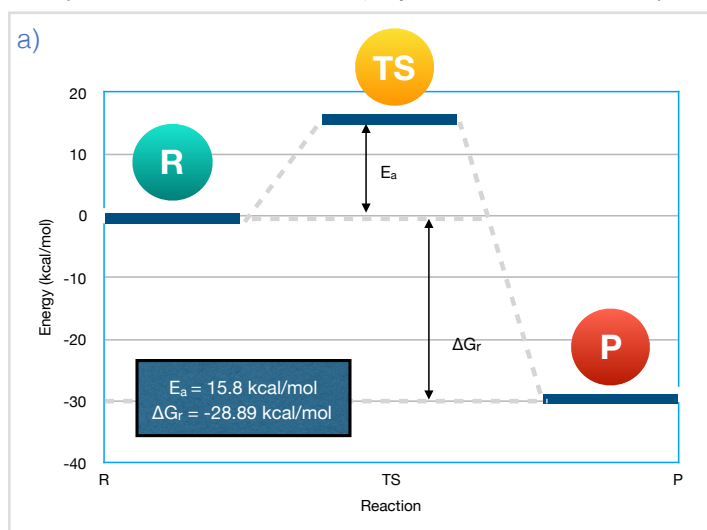 a)
TS
20
R
10
Eₐ
0
-10
Energy (kcal/mol)
-20
ΔGᵣ
P
Eₐ = 15.8 kcal/mol
ΔGᵣ = -28.89 kcal/mol
-30
-40
R
TS
P
Reaction